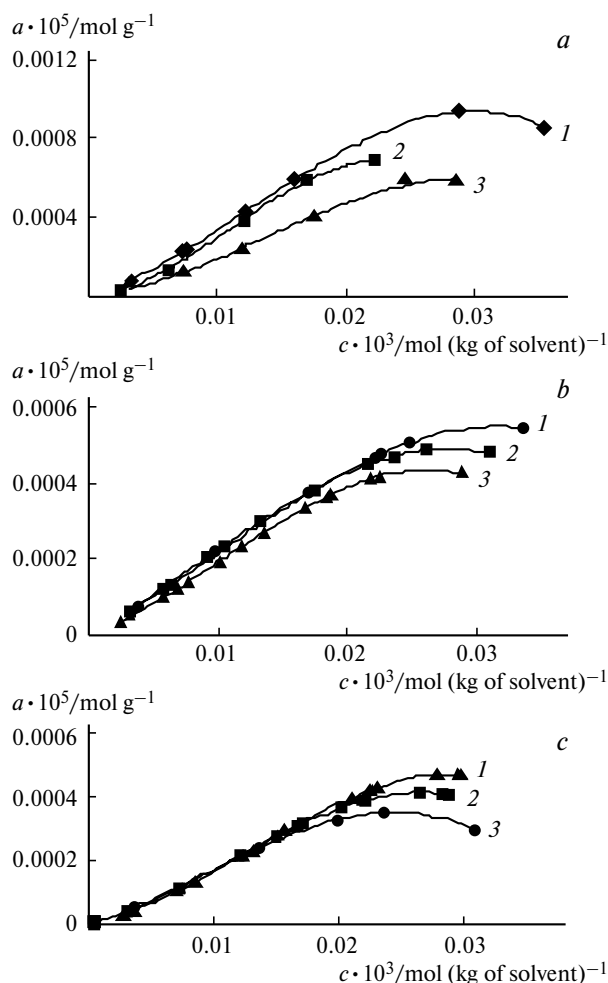 a · 10⁵/mol g⁻¹
a
0.0012
1
0.0008
2
3
0.0004
0.01 0.02 0.03
c · 10³/mol (kg of solvent)⁻¹
a · 10⁵/mol g⁻¹
b
0.0006
1
2
0.0004
3
0.0002
0
0.01 0.02 0.03
c · 10³/mol (kg of solvent)⁻¹
a · 10⁵/mol g⁻¹
c
0.0006
1
0.0004
2
3
0.0002
0
0.01 0.02 0.03
c · 10³/mol (kg of solvent)⁻¹